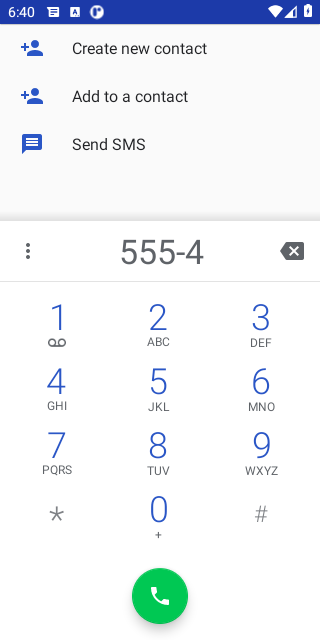 6:40
Create new contact
Add to a contact
Send SMS
555-4
1 2 3
ABC DEF
4 5 6
GHI JKL MNO
7 8 9
PQRS TUV WXYZ
* 0 #
+